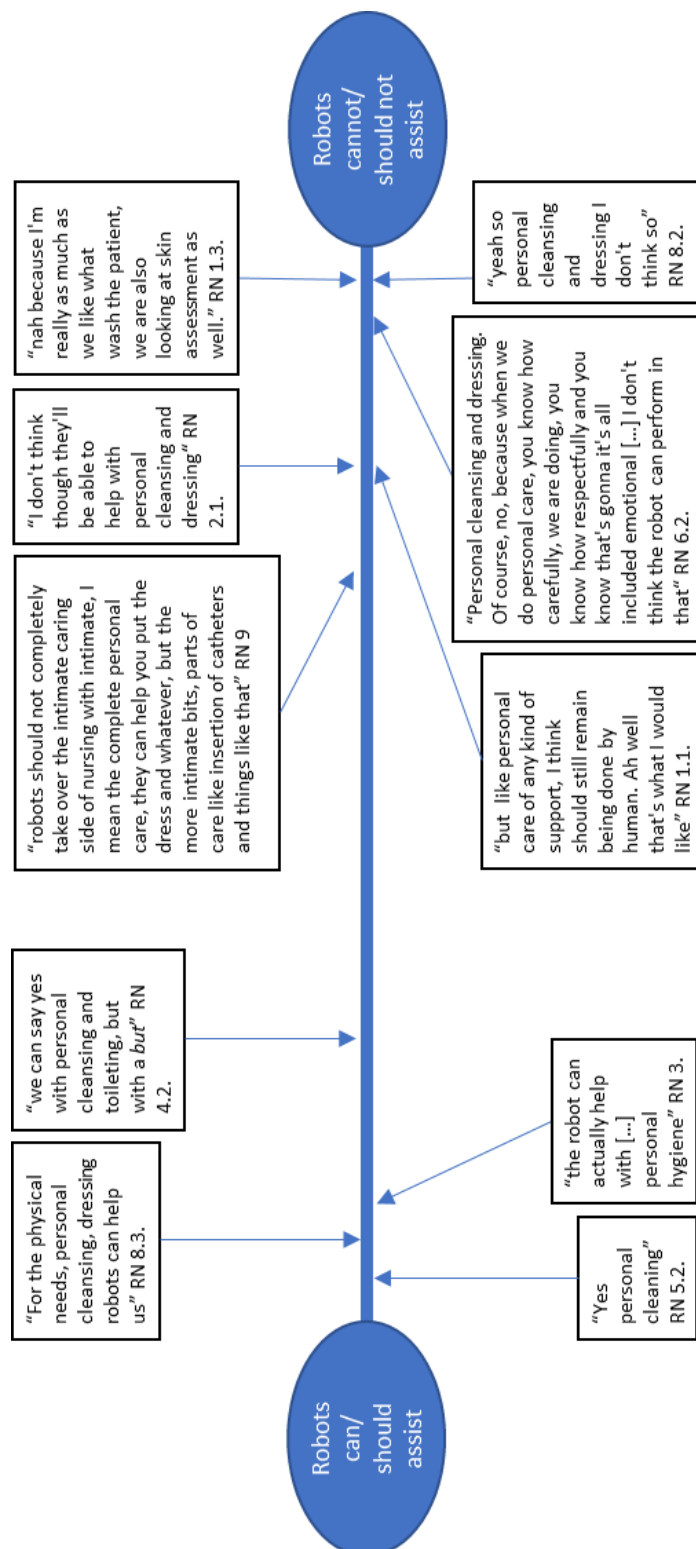 Robots
can/
should
assist
“For the physical
needs, personal
cleansing, dressing
robots can help
us” RN 8.3.
“we can say yes
with personal
cleansing and
toileting, but
with a but” RN
4.2.
“robots should not completely
take over the intimate caring
side of nursing with intimate, I
mean the complete personal
care, they can help you put the
dress and whatever, but the
more intimate bits, parts of
care like insertion of catheters
and things like that” RN 9
“I don't think
though they'll
be able to
help with
personal
cleansing and
dressing“ RN
2.1.
“nah because I'm
really as much as
we like what
wash the patient,
we are also
looking at skin
assessment as
well.” RN 1.3.
“Yes
personal
cleaning”
RN 5.2.
“the robot can
actually help
with […]
personal
hygiene” RN 3.
“but like personal
care of any kind of
support, I think
should still remain
being done by
human. Ah well
that's what I would
like” RN 1.1.
“Personal cleansing and dressing.
Of course, no, because when we
do personal care, you know how
carefully, we are doing, you
know how respectfully and you
know that's gonna it's all
included emotional […] I don't
think the robot can perform in
that“ RN 6.2.
“yeah so
personal
cleansing
and
dressing I
don't
think so”
RN 8.2.
Robots
cannot/
should not
assist